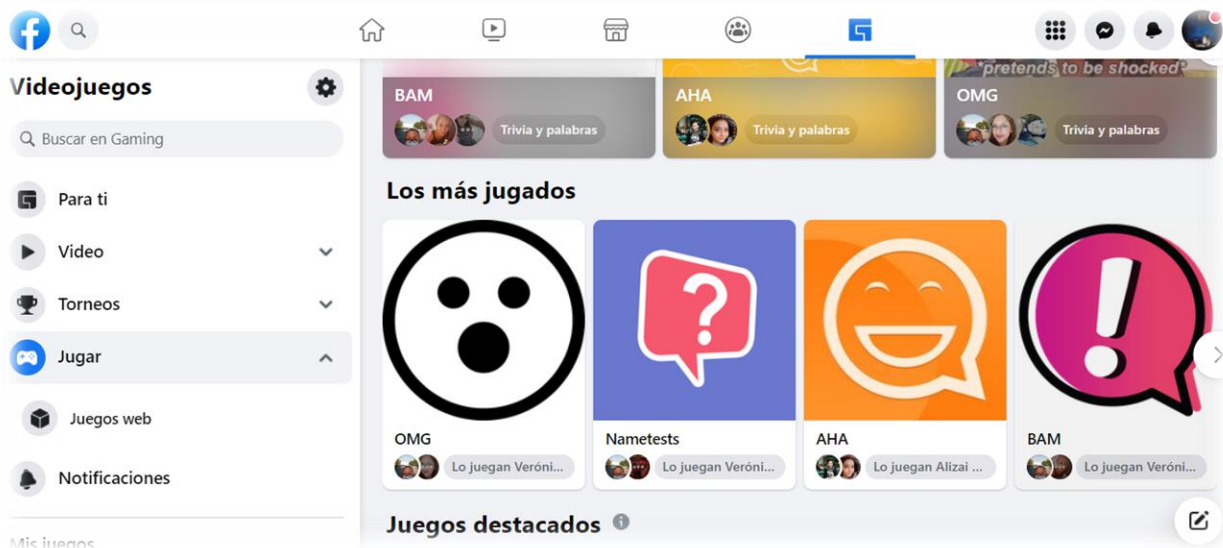 Videojuegos
Buscar en Gaming
Para ti
Video
Torneos
Jugar
Juegos web
Notificaciones
Mis juegos
*pretends to be shocked*
BAM
Trivia y palabras
AHA
Trivia y palabras
OMG
Trivia y palabras
Los más jugados
OMG
Lo juegan Veróni...
Nametests
Lo juegan Veróni...
AHA
Lo juegan Alizai ...
BAM
Lo juegan Veróni...
Juegos destacados